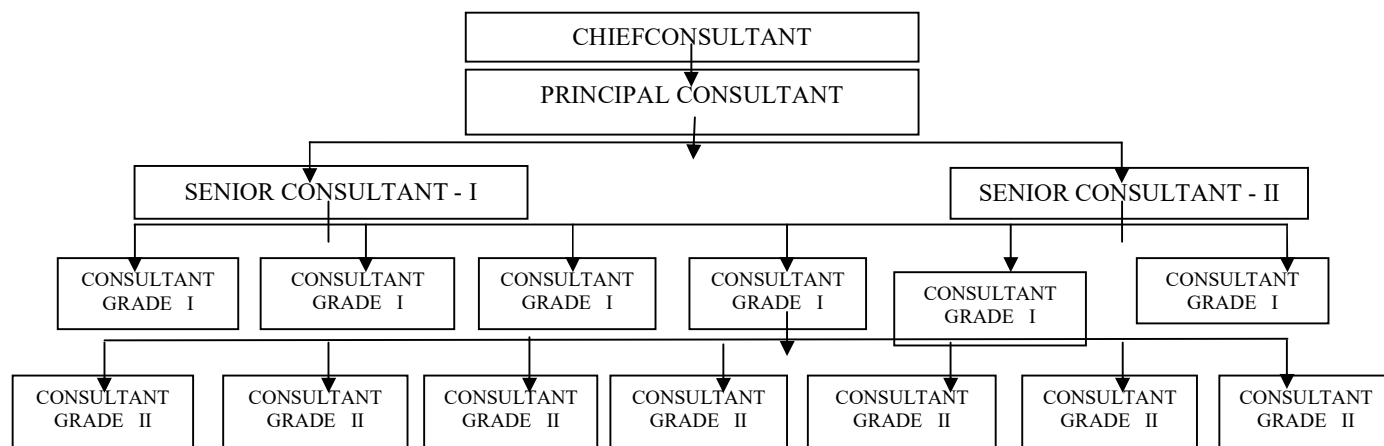 CHIEFCONSULTANT
PRINCIPAL CONSULTANT
SENIOR CONSULTANT - I
SENIOR CONSULTANT - II
CONSULTANT
GRADE I
CONSULTANT
GRADE I
CONSULTANT
GRADE I
CONSULTANT
GRADE I
CONSULTANT
GRADE I
CONSULTANT
GRADE I
CONSULTANT
GRADE II
CONSULTANT
GRADE II
CONSULTANT
GRADE II
CONSULTANT
GRADE II
CONSULTANT
GRADE II
CONSULTANT
GRADE II
CONSULTANT
GRADE II